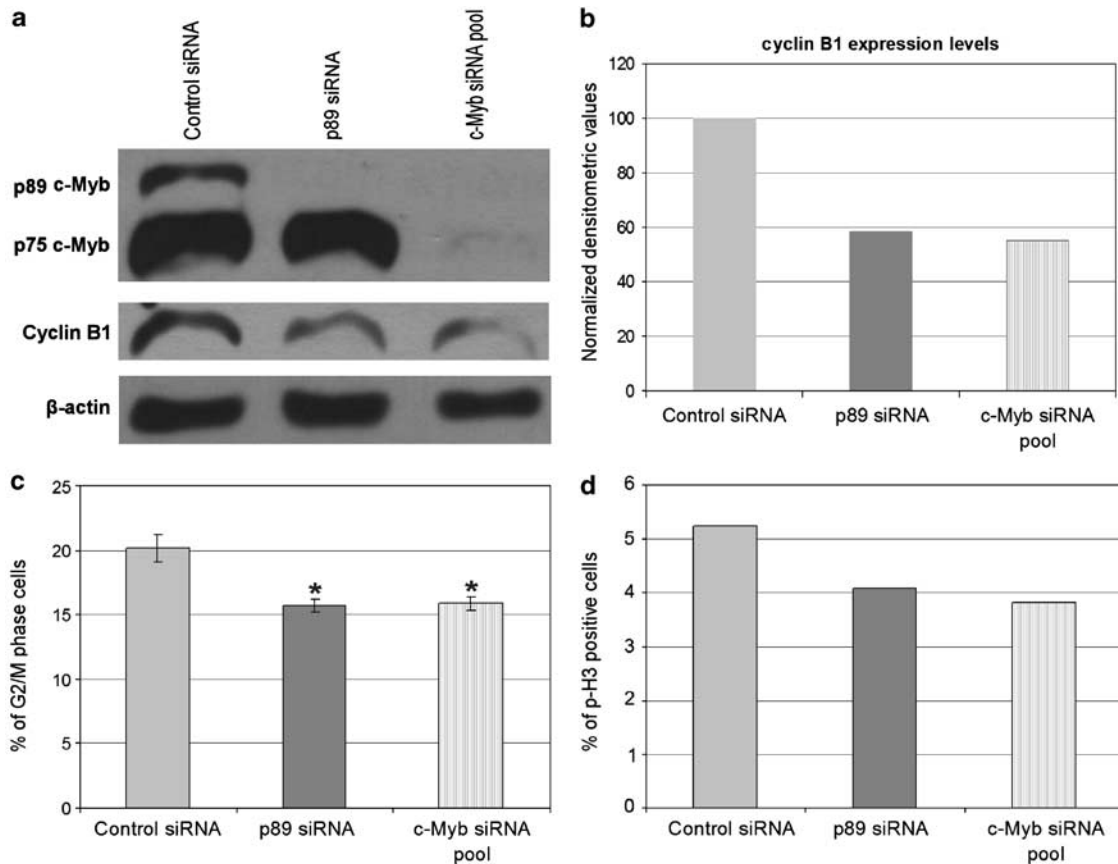 a
Control siRNA
p89 siRNA
c-Myb siRNA pool
p89 c-Myb
p75 c-Myb
Cyclin B1
β-actin
b
cyclin B1 expression levels
Normalized densitometric values
120
100
80
60
40
20
0
Control siRNA
p89 siRNA
c-Myb siRNA
pool
c
% of G2/M phase cells
25
20
15
10
5
0
*
*
Control siRNA
p89 siRNA
c-Myb siRNA
pool
d
% of p-H3 positive cells
6
5
4
3
2
1
0
Control siRNA
p89 siRNA
c-Myb siRNA
pool